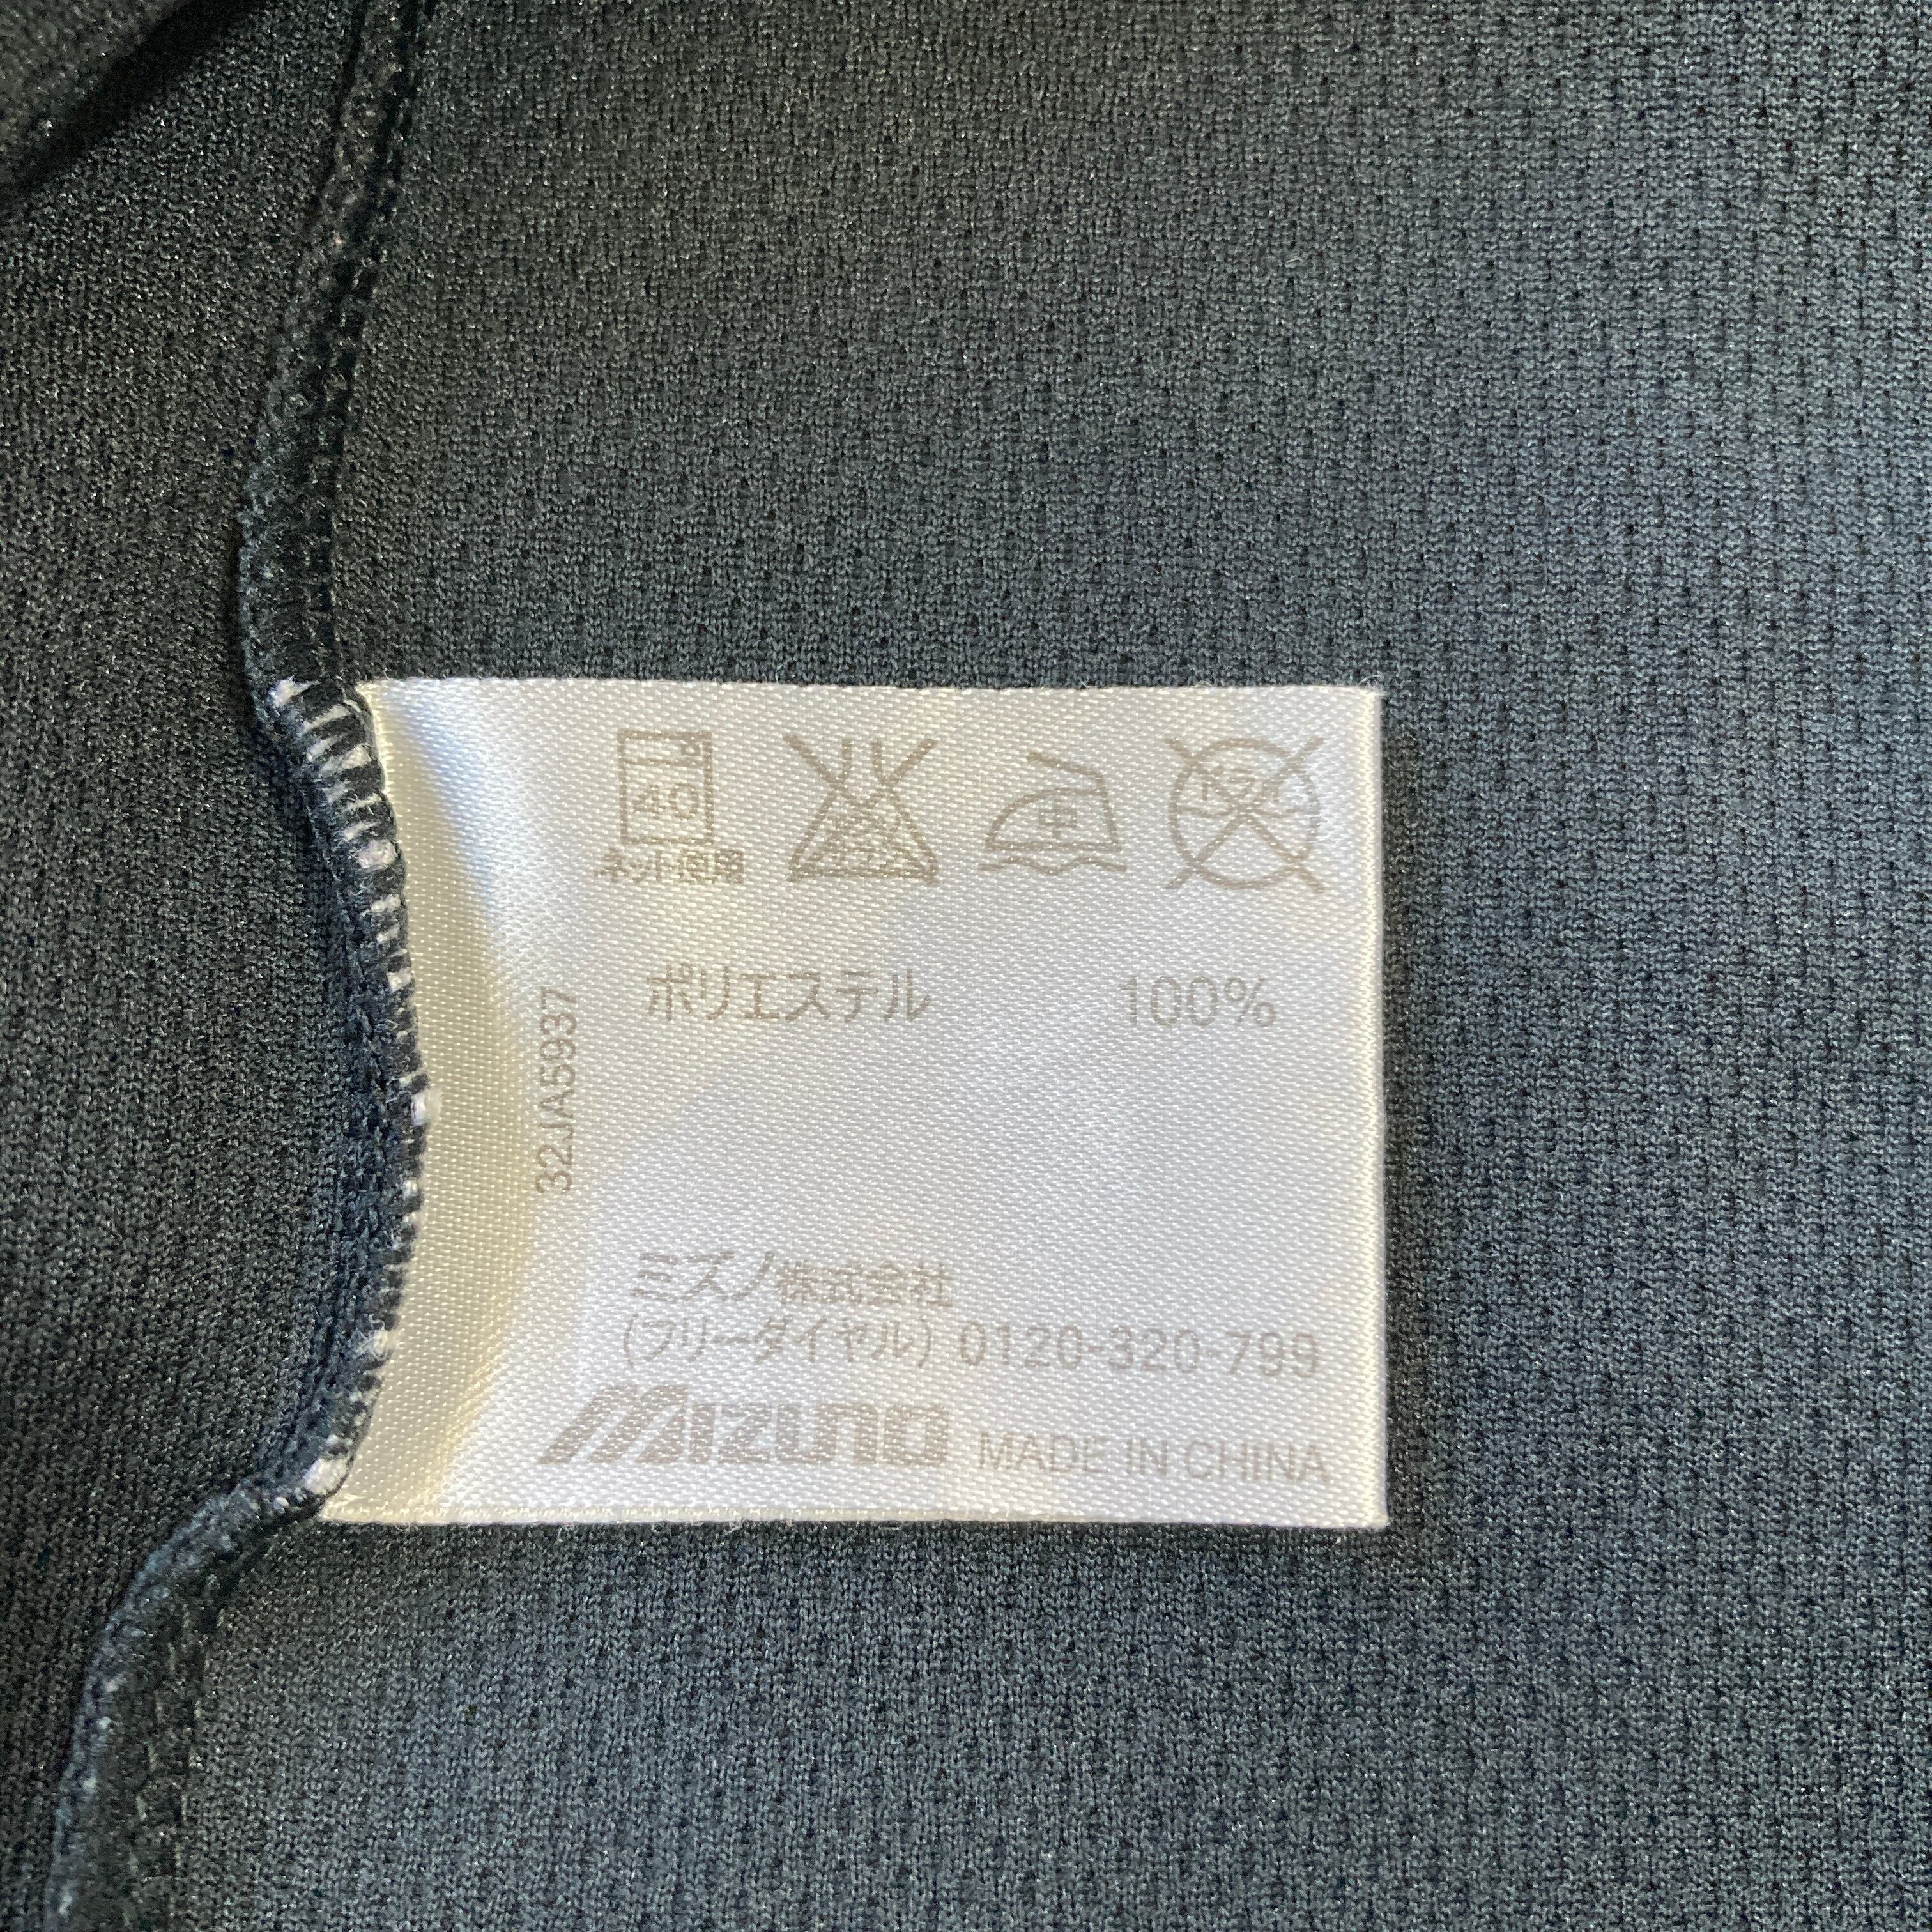 40
ネット使用
中
ポリエステル 100%
32JA5937
ミズノ株式会社
(フリーダイヤル) 0120-320-799
MIZUNO MADE IN CHINA